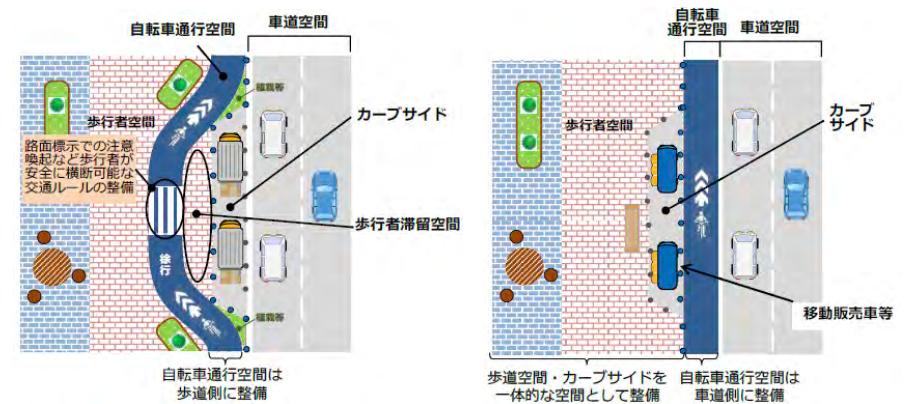 自転車通行空間
車道空間
植栽等
カーブサイド
歩行者空間
路面標示での注意
喚起など歩行者が
安全に横断可能な
交通ルールの整備
歩行者滞留空間
徐行
植栽等
自転車通行空間は
歩道側に整備
自転車
通行空間
車道空間
歩行者空間
カーブ
サイド
移動販売車等
歩道空間・カーブサイドを
一体的な空間として整備
自転車通行空間は
車道側に整備